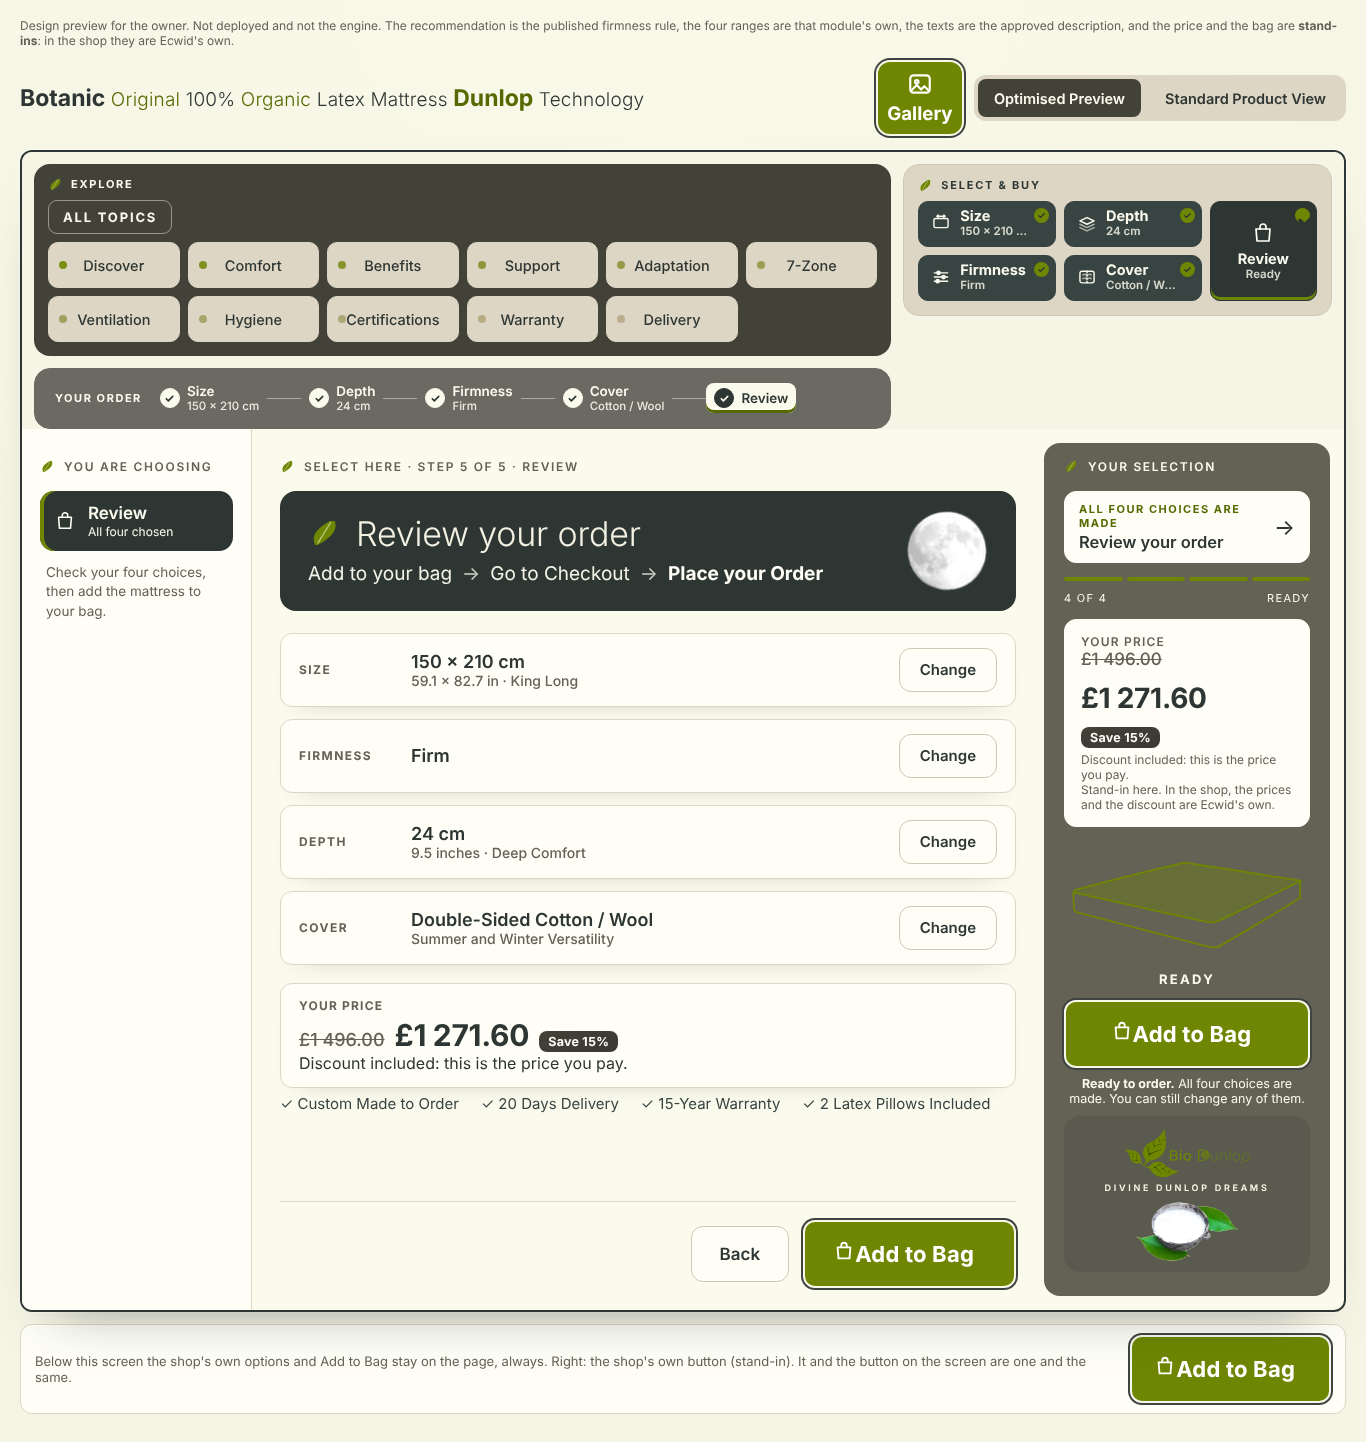 Design preview for the owner. Not deployed and not the engine. The recommendation is the published firmness rule, the four ranges are that module's own, the texts are the approved description, and the price and the bag are stand-
ins: in the shop they are Ecwid's own.
Botanic Original 100% Organic Latex Mattress Dunlop Technology
Gallery
Optimised Preview
Standard Product View
EXPLORE
ALL TOPICS
Discover
Comfort
Benefits
Support
Adaptation
7-Zone
Ventilation
Hygiene
Certifications
Warranty
Delivery
SELECT & BUY
Size
150 × 210 ...
Depth
24 cm
Firmness
Firm
Cover
Cotton / W...
Review
Ready
YOUR ORDER
Size
150 × 210 cm
Depth
24 cm
Firmness
Firm
Cover
Cotton / Wool
Review
YOU ARE CHOOSING
Review
All four chosen
Check your four choices,
then add the mattress to
your bag.
SELECT HERE · STEP 5 OF 5 · REVIEW
Review your order
Add to your bag → Go to Checkout → Place your Order
SIZE
150 × 210 cm
59.1 × 82.7 in · King Long
Change
FIRMNESS
Firm
Change
DEPTH
24 cm
9.5 inches · Deep Comfort
Change
COVER
Double-Sided Cotton / Wool
Summer and Winter Versatility
Change
YOUR PRICE
£1 496.00 £1 271.60 Save 15%
Discount included: this is the price you pay.
✓ Custom Made to Order ✓ 20 Days Delivery ✓ 15-Year Warranty ✓ 2 Latex Pillows Included
Back
Add to Bag
YOUR SELECTION
ALL FOUR CHOICES ARE
MADE
Review your order →
4 OF 4
READY
YOUR PRICE
£1 496.00
£1 271.60
Save 15%
Discount included: this is the price
you pay.
Stand-in here. In the shop, the prices
and the discount are Ecwid's own.
READY
Add to Bag
Ready to order. All four choices are
made. You can still change any of them.
Bio Dunlop
DIVINE DUNLOP DREAMS
Below this screen the shop's own options and Add to Bag stay on the page, always. Right: the shop's own button (stand-in). It and the button on the screen are one and the
same.
Add to Bag